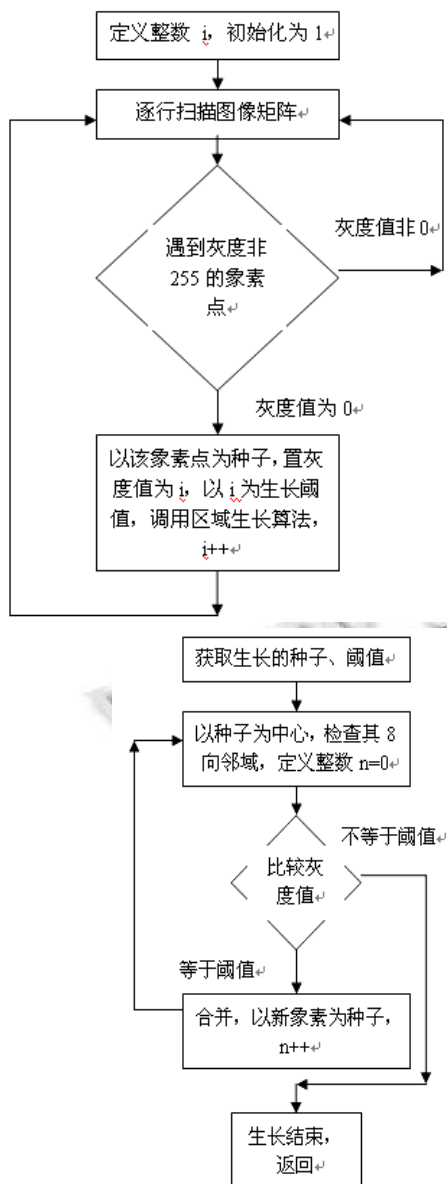 定义整数 i，初始化为 1
逐行扫描图像矩阵
灰度值非 0
遇到灰度非
255 的象素
点
灰度值为 0
以该象素点为种子，置灰
度值为 i，以 i 为生长阈
值，调用区域生长算法，
i++
获取生长的种子、阈值
以种子为中心，检查其 8
向邻域，定义整数 n=0
不等于阈值
比较灰
度值
等于阈值
合并，以新象素为种子，
n++
生长结束，
返回